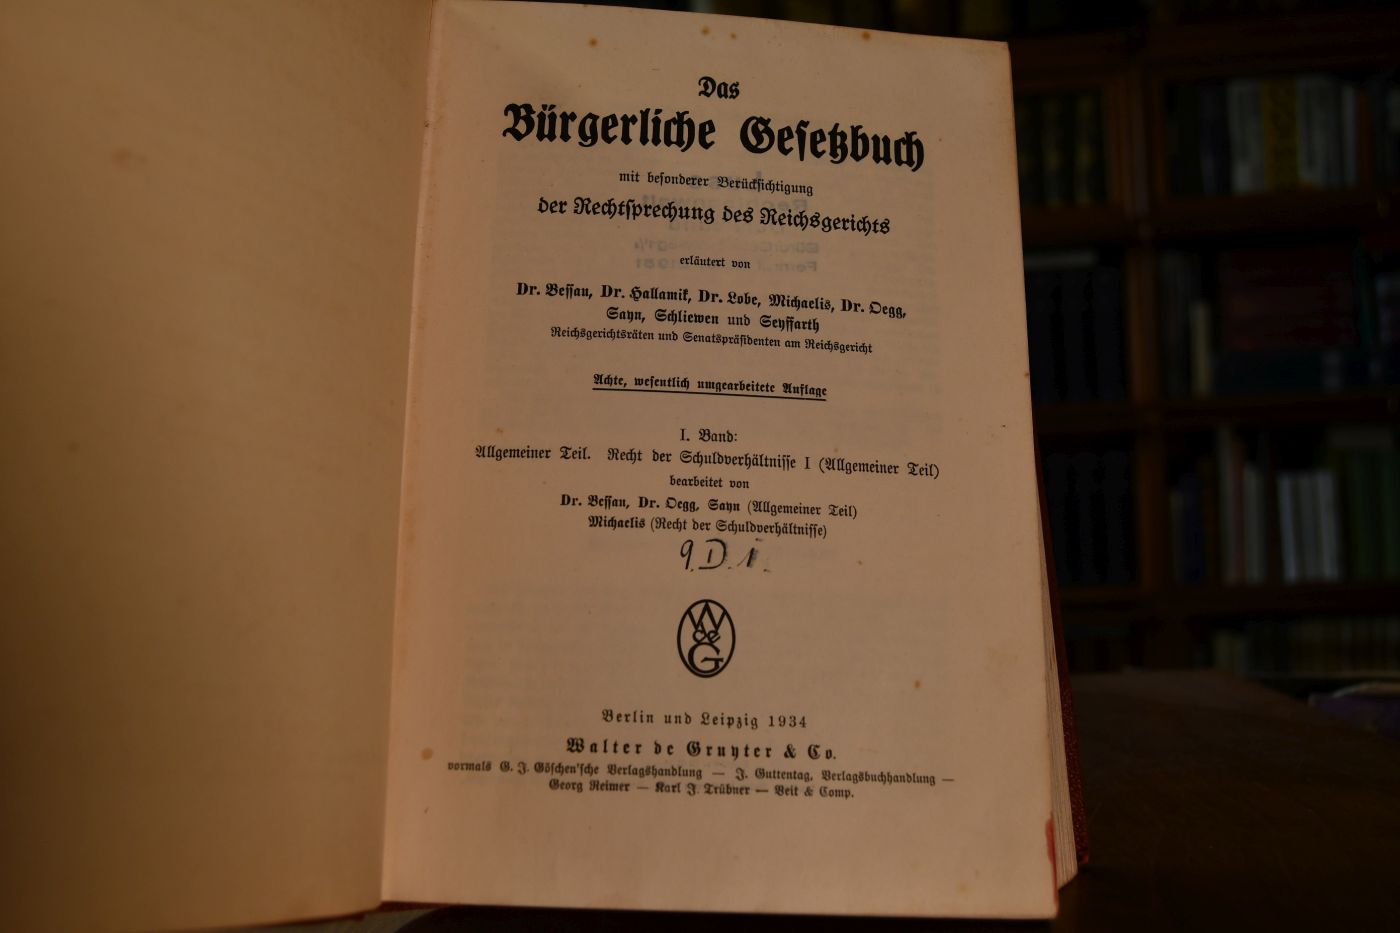 Das
Bürgerliche Gesetzbuch
mit besonderer Berücksichtigung
der Rechtsprechung des Reichsgerichts
erläutert von
Dr. Bessau, Dr. Hallamik, Dr. Lobe, Michaelis, Dr. Oegg,
Sayn, Schliewen und Seyffarth
Reichsgerichtsräten und Senatspräsidenten am Reichsgericht
Achte, wesentlich umgearbeitete Auflage
I. Band:
Allgemeiner Teil. Recht der Schuldverhältnisse I (Allgemeiner Teil)
bearbeitet von
Dr. Bessau, Dr. Oegg, Sayn (Allgemeiner Teil)
Michaelis (Recht der Schuldverhältnisse)
9. D. 1.
W de G
Berlin und Leipzig 1934
Walter de Gruyter & Co.
vormals G. J. Göschen'sche Verlagshandlung — J. Guttentag, Verlagsbuchhandlung —
Georg Reimer — Karl J. Trübner — Veit & Comp.